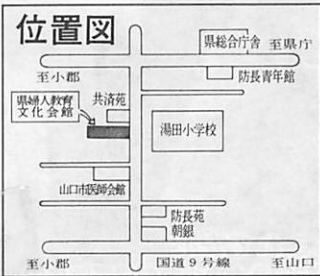 位置図
県総合庁舎
至県庁
至小郡
防長青年館
県婦人教育
文化会館
共済苑
湯田小学校
山口市医師会館
防長苑
朝銀
至小郡
国道9号線
至山口